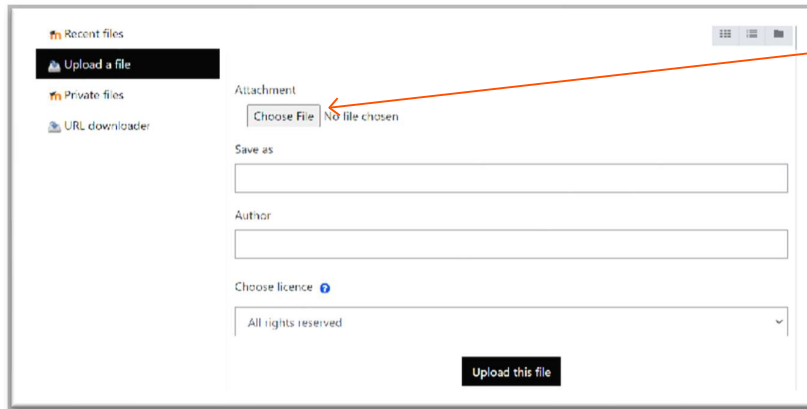 Recent files
Upload a file
Private files
URL downloader
Attachment
Choose File No file chosen
Save as
Author
Choose licence
All rights reserved
Upload this file